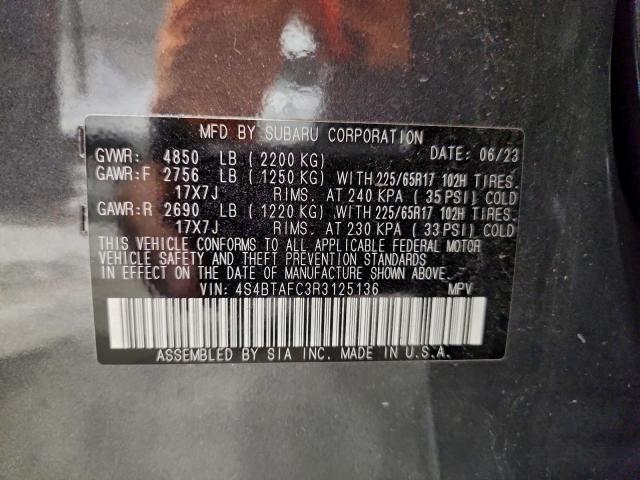 MFD BY SUBARU CORPORATION
GVWR: 4850 LB (2200 KG) DATE: 06/23
GAWR:F 2756 LB (1250 KG) WITH 225/65R17 102H TIRES.
17X7J RIMS. AT 240 KPA (35 PSI) COLD
GAWR:R 2690 LB (1220 KG) WITH 225/65R17 102H TIRES.
17X7J RIMS. AT 230 KPA (33 PSI) COLD
THIS VEHICLE CONFORMS TO ALL APPLICABLE FEDERAL MOTOR
VEHICLE SAFETY AND THEFT PREVENTION STANDARDS
IN EFFECT ON THE DATE OF MANUFACTURE SHOWN ABOVE.
VIN: 4S4BTAFC3R3125136 MPV
ASSEMBLED BY SIA INC. MADE IN U.S.A.